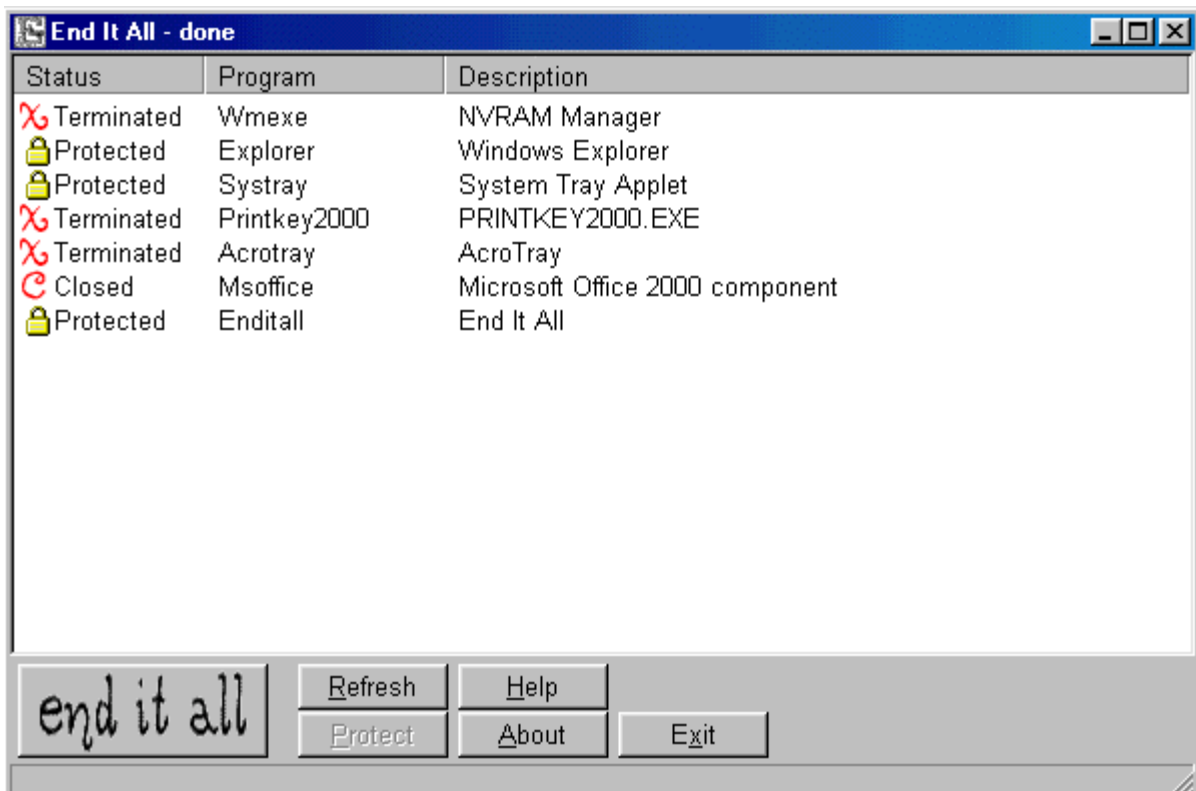 End It All - done
Status Program Description
Terminated Wmexe NVRAM Manager
Protected Explorer Windows Explorer
Protected Systray System Tray Applet
Terminated Printkey2000 PRINTKEY2000.EXE
Terminated Acrotray AcroTray
Closed Msoffice Microsoft Office 2000 component
Protected Enditall End It All
end it all
Refresh Help
Protect About Exit